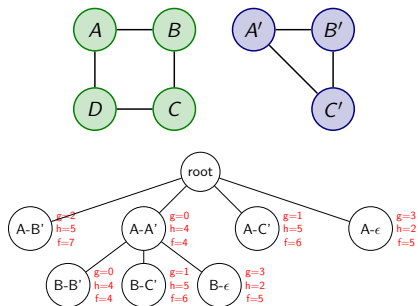 A B A′ B′
D C C′
root
A-B’ g=2 h=5 f=7
A-A’ g=0 h=4 f=4
A-C’ g=1 h=5 f=6
A-ϵ g=3 h=2 f=5
B-B’ g=0 h=4 f=4
B-C’ g=1 h=5 f=6
B-ϵ g=3 h=2 f=5